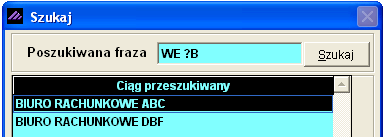 Szukaj
Poszukiwana fraza WE ?B Szukaj
Ciąg przeszukiwany
BIURO RACHUNKOWE ABC
BIURO RACHUNKOWE DBF